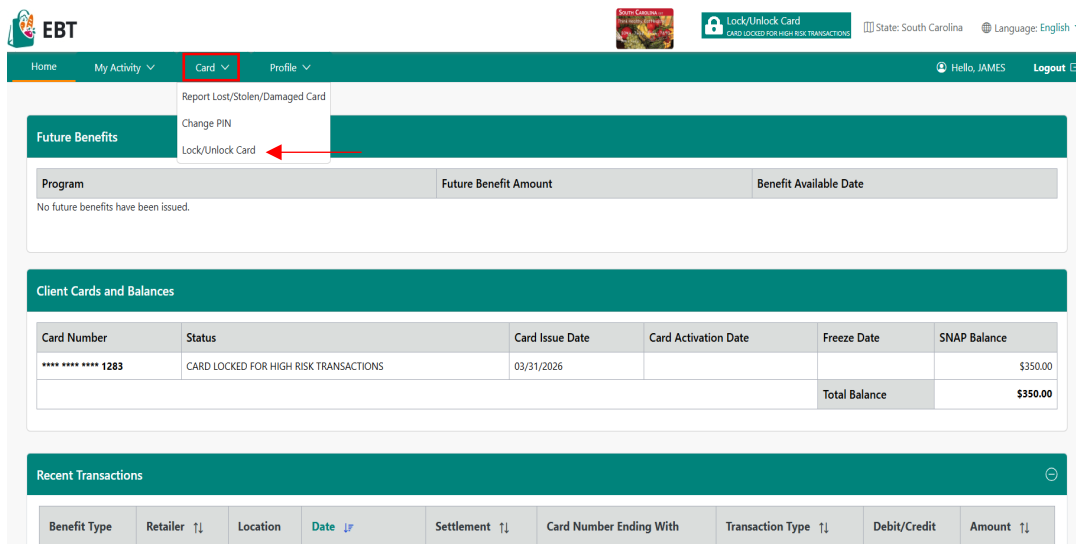 EBT
SOUTH CAROLINA
Lock/Unlock Card
CARD LOCKED FOR HIGH RISK TRANSACTIONS
State: South Carolina
Language: English
Home
My Activity
Card
Profile
Hello, JAMES
Logout
Report Lost/Stolen/Damaged Card
Change PIN
Lock/Unlock Card
Future Benefits
Program Future Benefit Amount Benefit Available Date
No future benefits have been issued.
Client Cards and Balances
Card Number Status Card Issue Date Card Activation Date Freeze Date SNAP Balance
**** **** **** 1283 CARD LOCKED FOR HIGH RISK TRANSACTIONS 03/31/2026 $350.00
Total Balance $350.00
Recent Transactions
Benefit Type Retailer Location Date Settlement Card Number Ending With Transaction Type Debit/Credit Amount